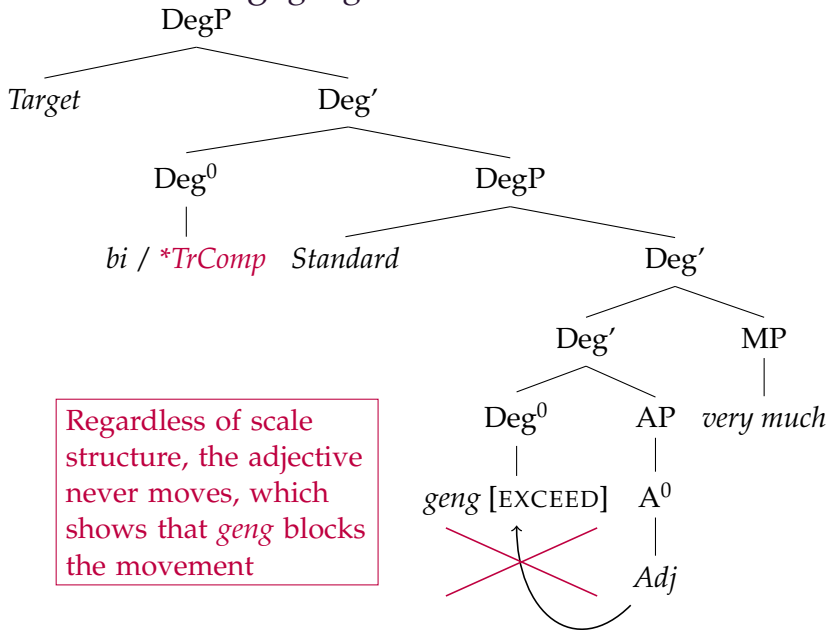 DegP
Target Deg’
Deg⁰ DegP
bi / *TrComp Standard Deg’
Deg’ MP
Deg⁰ AP very much
geng [EXCEED] A⁰
Adj
Regardless of scale
structure, the adjective
never moves, which
shows that geng blocks
the movement